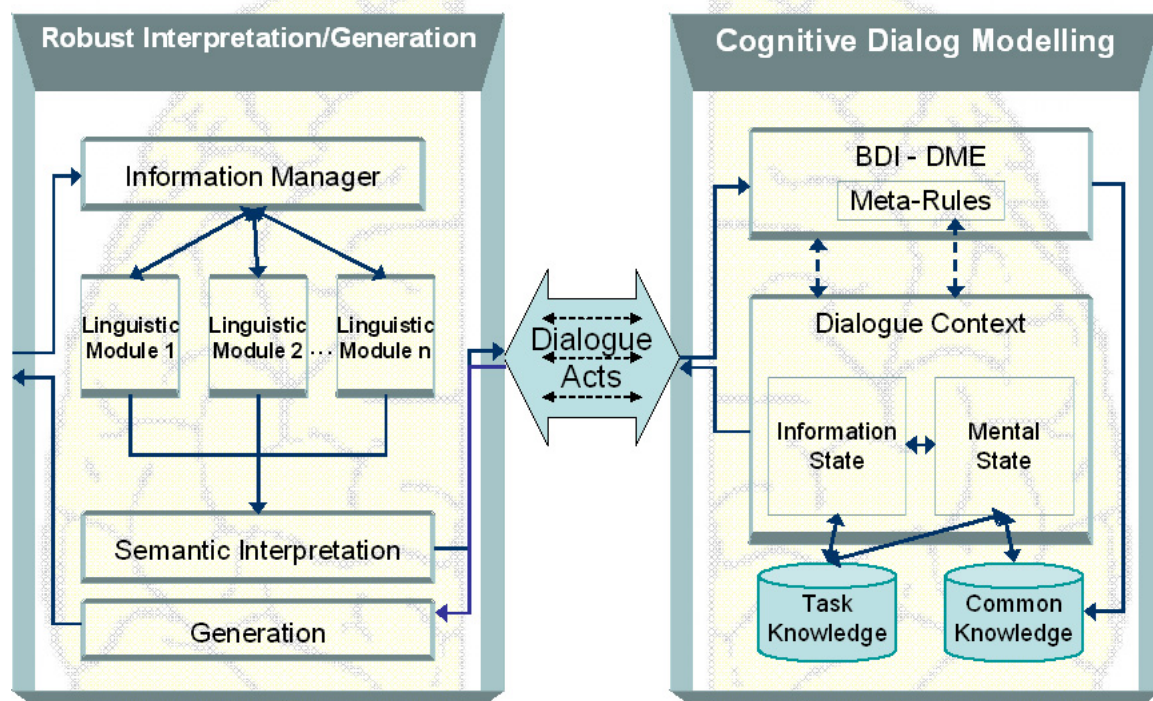 Robust Interpretation/Generation
Information Manager
Linguistic
Module 1
Linguistic
Module 2
...
Linguistic
Module n
Semantic Interpretation
Generation
Dialogue
Acts
Cognitive Dialog Modelling
BDI - DME
Meta-Rules
Dialogue Context
Information
State
Mental
State
Task
Knowledge
Common
Knowledge